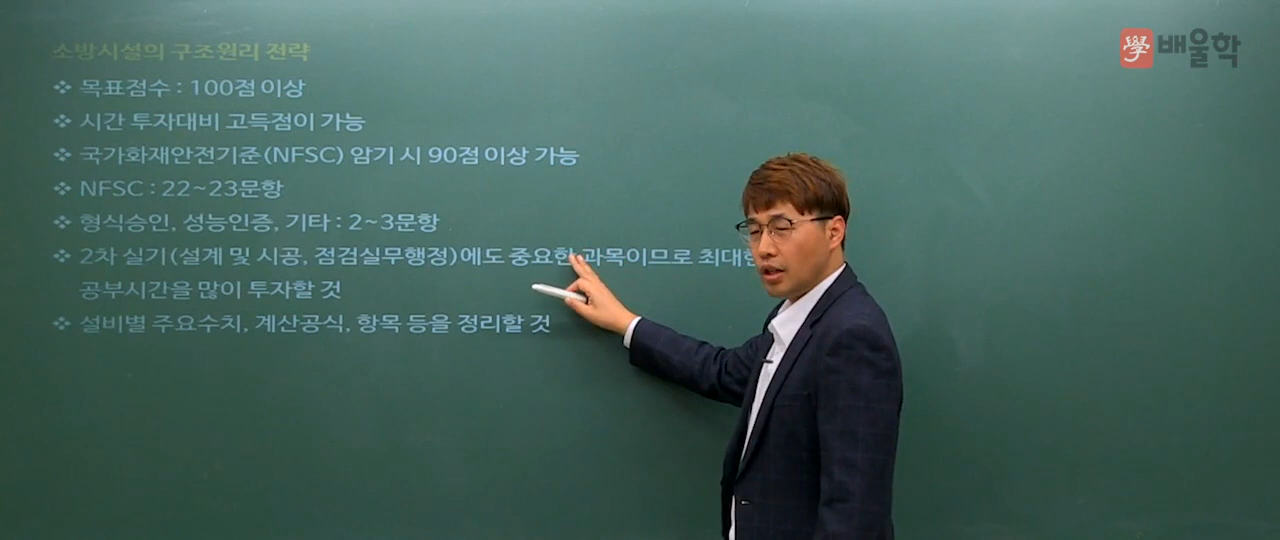 소방시설의 구조원리 전략
學 배울학
❖ 목표점수 : 100점 이상
❖ 시간 투자대비 고득점이 가능
❖ 국가화재안전기준(NFSC) 암기 시 90점 이상 가능
❖ NFSC : 22~23문항
❖ 형식승인, 성능인증, 기타 : 2~3문항
❖ 2차 실기(설계 및 시공, 점검실무행정)에도 중요한 과목이므로 최대한
공부시간을 많이 투자할 것
❖ 설비별 주요수치, 계산공식, 항목 등을 정리할 것